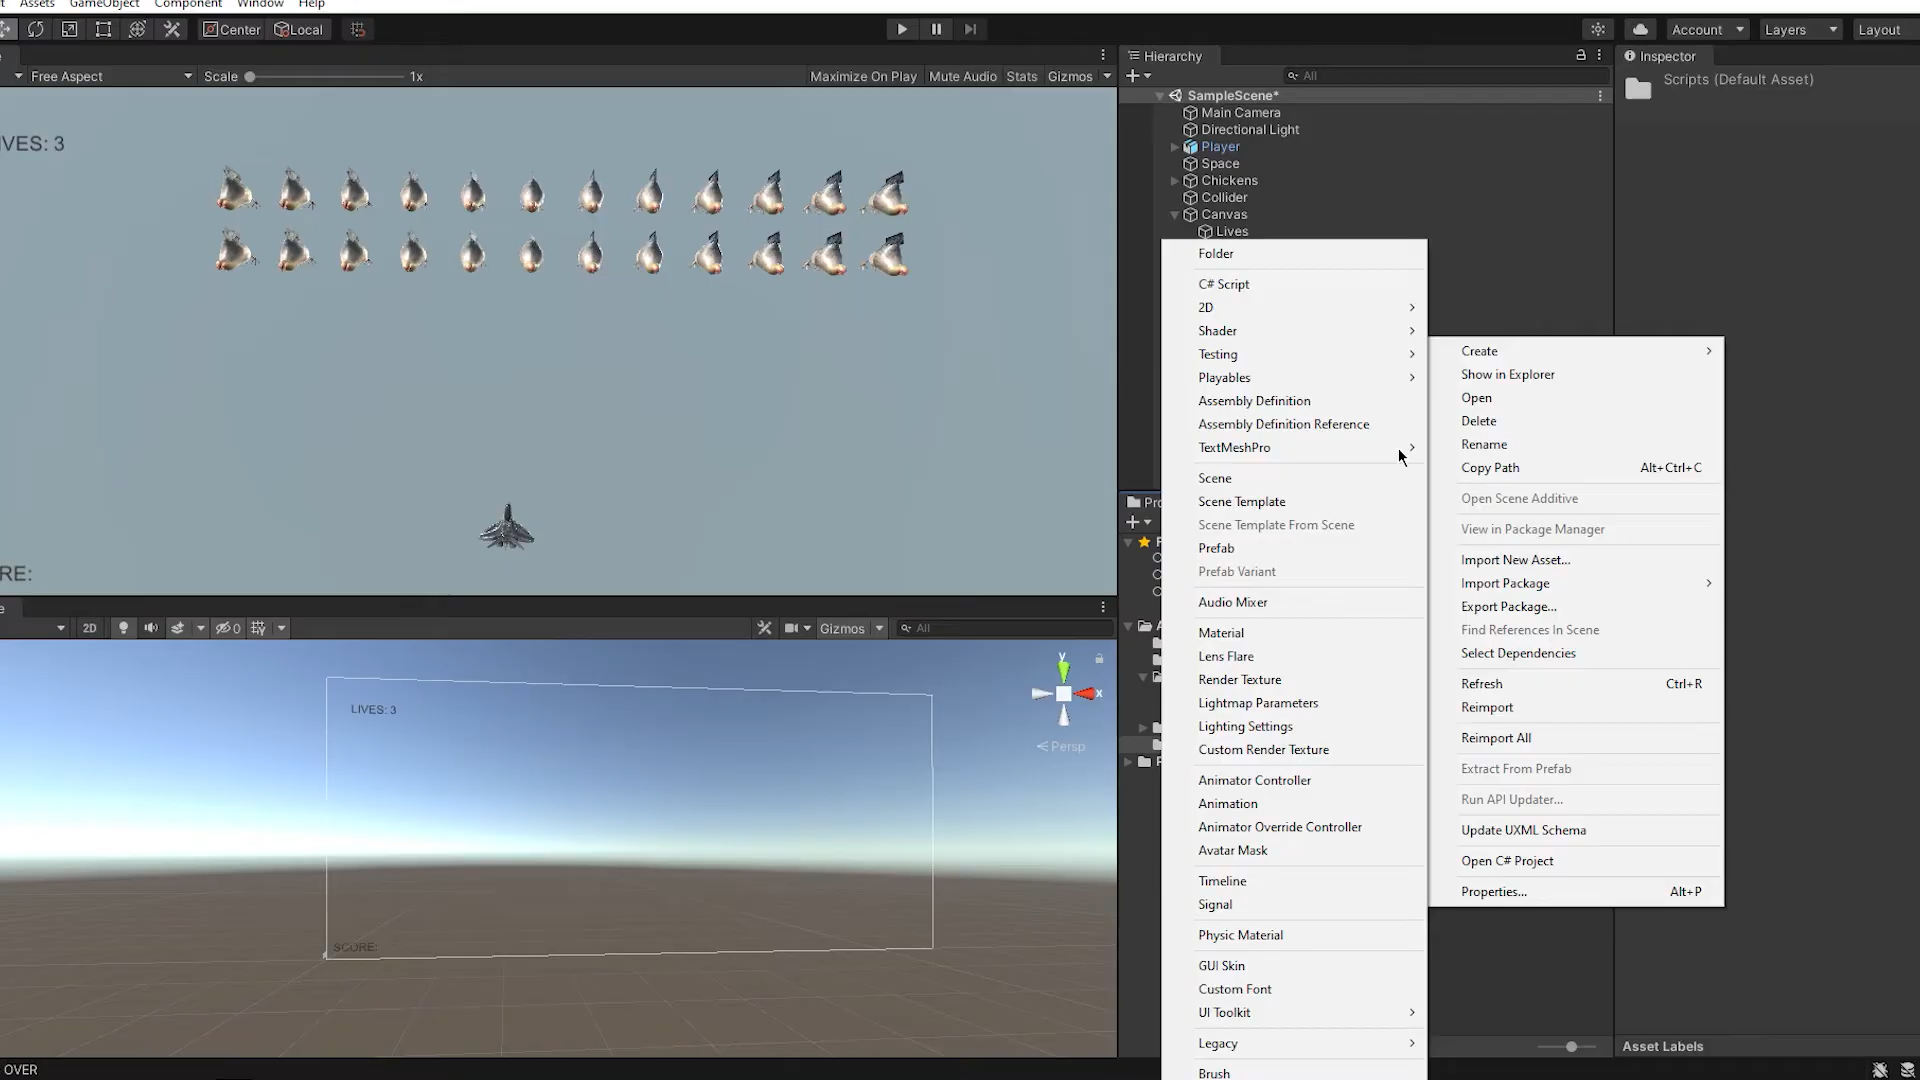 Assets GameObject Component Window Help
Center Local
Account Layers Layout
Free Aspect Scale 1x Maximize On Play Mute Audio Stats Gizmos
VES: 3
RE:
2D 0 Gizmos All
LIVES: 3
SCORE:
y
x
Persp
OVER
Hierarchy
All
SampleScene*
Main Camera
Directional Light
Player
Space
Chickens
Collider
Canvas
Lives
Folder
C# Script
2D
Shader
Testing
Playables
Assembly Definition
Assembly Definition Reference
TextMeshPro
Scene
Scene Template
Scene Template From Scene
Prefab
Prefab Variant
Audio Mixer
Material
Lens Flare
Render Texture
Lightmap Parameters
Lighting Settings
Custom Render Texture
Animator Controller
Animation
Animator Override Controller
Avatar Mask
Timeline
Signal
Physic Material
GUI Skin
Custom Font
UI Toolkit
Legacy
Brush
Create
Show in Explorer
Open
Delete
Rename
Copy Path Alt+Ctrl+C
Open Scene Additive
View in Package Manager
Import New Asset...
Import Package
Export Package...
Find References In Scene
Select Dependencies
Refresh Ctrl+R
Reimport
Reimport All
Extract From Prefab
Run API Updater...
Update UXML Schema
Open C# Project
Properties... Alt+P
Inspector
Scripts (Default Asset)
Asset Labels